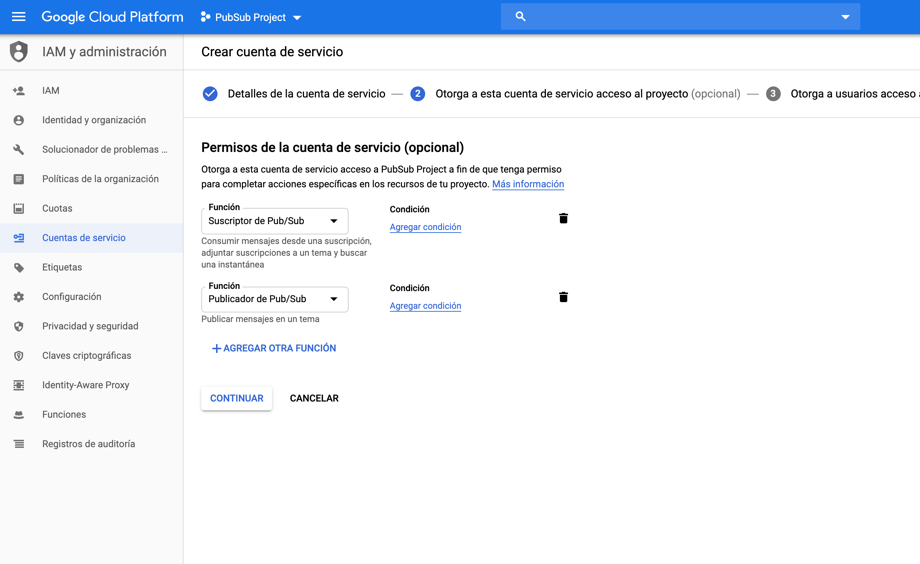 Google Cloud Platform
PubSub Project
IAM y administración
Crear cuenta de servicio
IAM
Identidad y organización
Solucionador de problemas ...
Políticas de la organización
Cuotas
Cuentas de servicio
Etiquetas
Configuración
Privacidad y seguridad
Claves criptográficas
Identity-Aware Proxy
Funciones
Registros de auditoría
Detalles de la cuenta de servicio — 2 Otorga a esta cuenta de servicio acceso al proyecto (opcional) — 3 Otorga a usuarios acceso
Permisos de la cuenta de servicio (opcional)
Otorga a esta cuenta de servicio acceso a PubSub Project a fin de que tenga permiso
para completar acciones específicas en los recursos de tu proyecto. Más información
Función
Suscriptor de Pub/Sub
Condición
Agregar condición
Consumir mensajes desde una suscripción,
adjuntar suscripciones a un tema y buscar
una instantánea
Función
Publicador de Pub/Sub
Condición
Agregar condición
Publicar mensajes en un tema
+ AGREGAR OTRA FUNCIÓN
CONTINUAR
CANCELAR